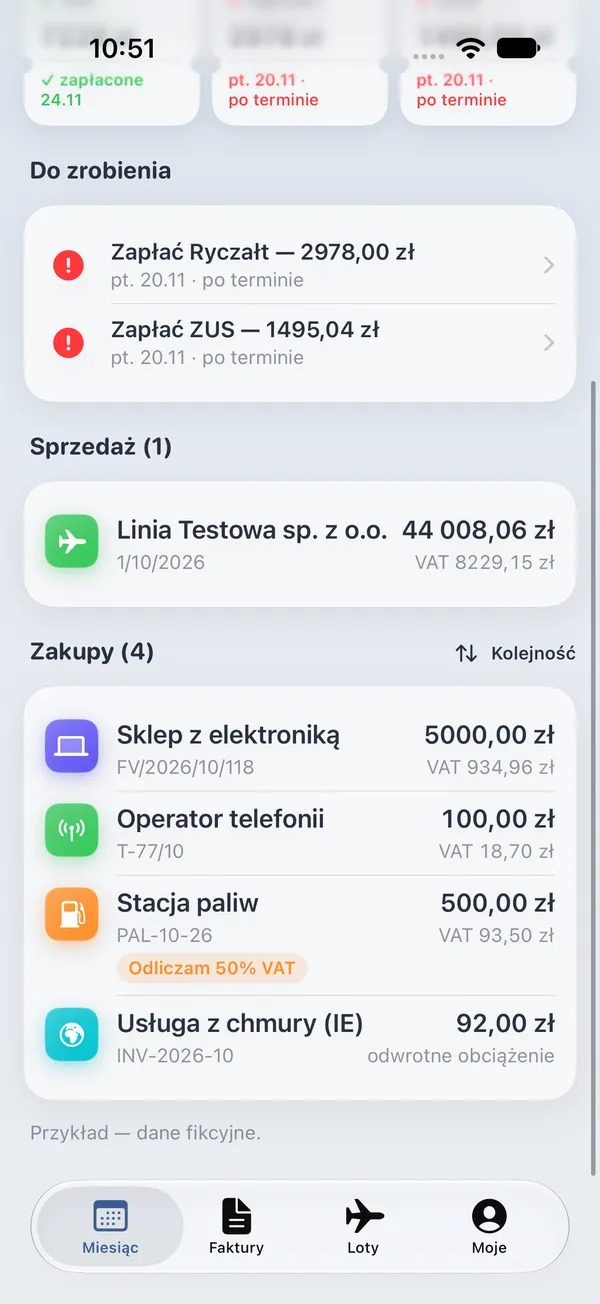 10:51
✓ zapłacone
24.11
pt. 20.11 ·
po terminie
pt. 20.11 ·
po terminie
Do zrobienia
Zapłać Ryczałt — 2978,00 zł
pt. 20.11 · po terminie
Zapłać ZUS — 1495,04 zł
pt. 20.11 · po terminie
Sprzedaż (1)
Linia Testowa sp. z o.o. 44 008,06 zł
1/10/2026 VAT 8229,15 zł
Zakupy (4) Kolejność
Sklep z elektroniką 5000,00 zł
FV/2026/10/118 VAT 934,96 zł
Operator telefonii 100,00 zł
T-77/10 VAT 18,70 zł
Stacja paliw 500,00 zł
PAL-10-26 VAT 93,50 zł
Odliczam 50% VAT
Usługa z chmury (IE) 92,00 zł
INV-2026-10 odwrotne obciążenie
Przykład — dane fikcyjne.
Miesiąc Faktury Loty Moje